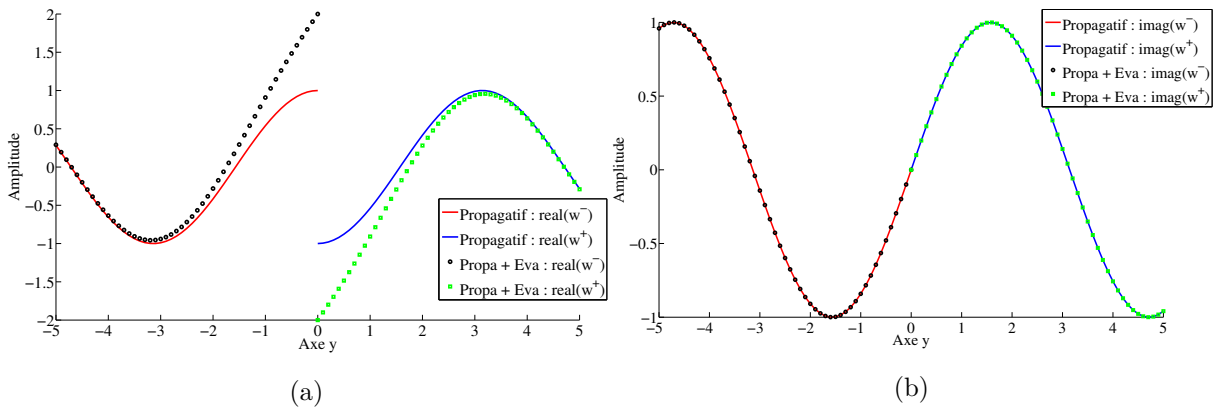 2
1.5
1
0.5
0
−0.5
−1
−1.5
−2
Amplitude
−5 −4 −3 −2 −1 0 1 2 3 4 5
Axe y
Propagatif : real(w⁻)
Propagatif : real(w⁺)
Propa + Eva : real(w⁻)
Propa + Eva : real(w⁺)
(a)
1
0.5
0
−0.5
−1
Amplitude
−5 −4 −3 −2 −1 0 1 2 3 4 5
Axe y
Propagatif : imag(w⁻)
Propagatif : imag(w⁺)
Propa + Eva : imag(w⁻)
Propa + Eva : imag(w⁺)
(b)